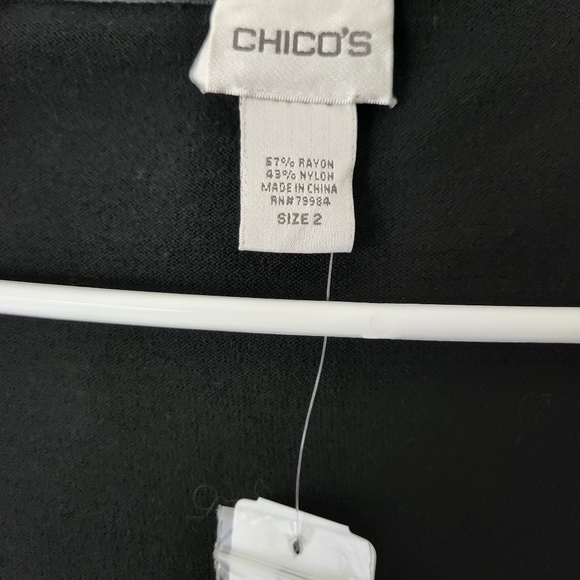 CHICO'S
57% RAYON
43% NYLON
MADE IN CHINA
RN#79984
SIZE 2